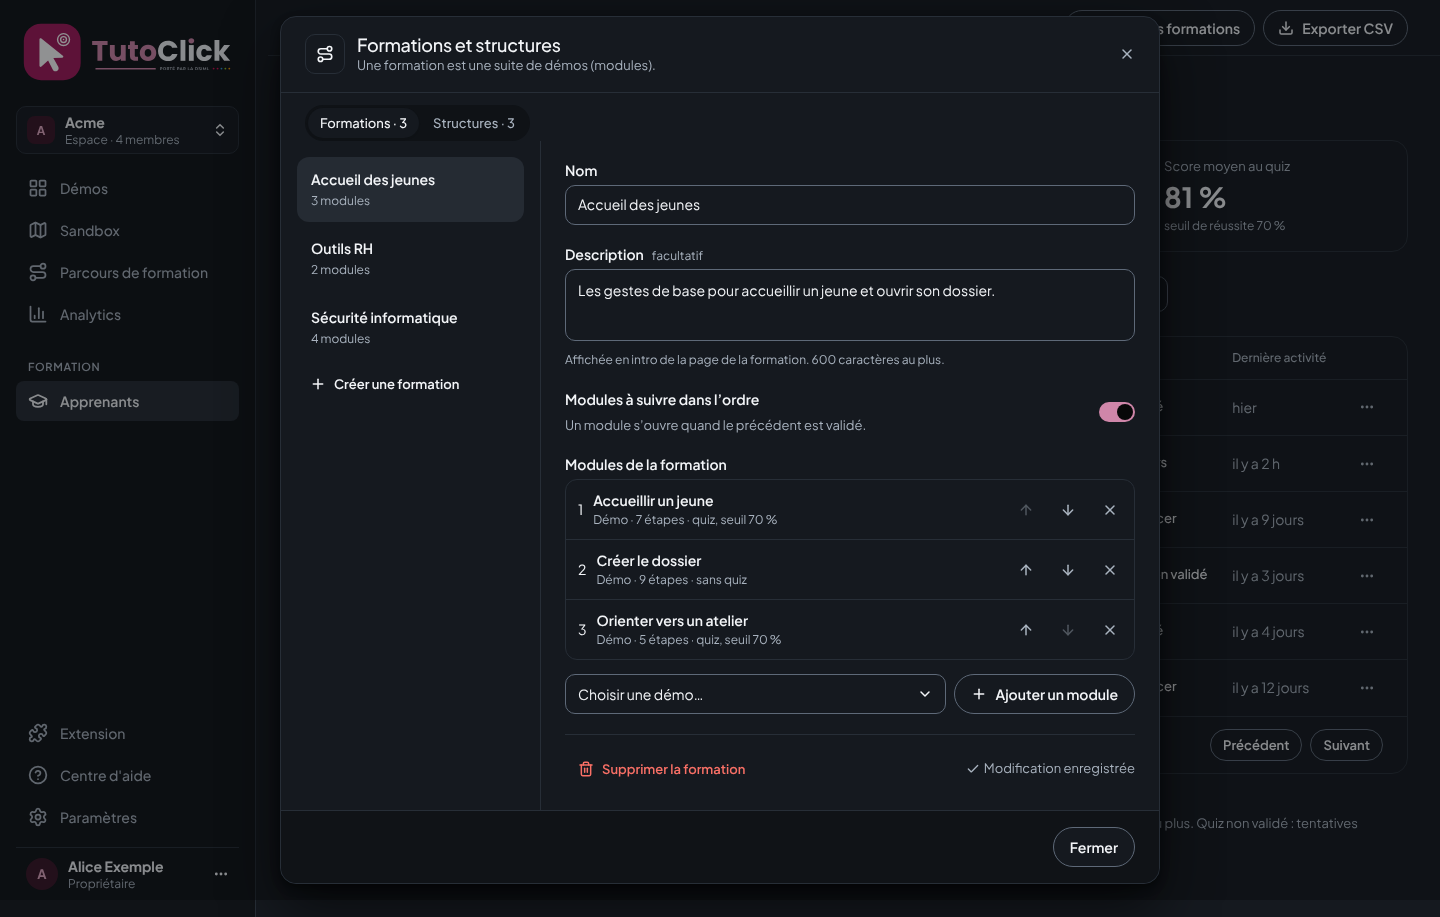 TutoClick
Acme
Espace · 4 membres
A
Démos
Sandbox
Parcours de formation
Analytics
FORMATION
Apprenants
Extension
Centre d'aide
Paramètres
A
Alice Exemple
Propriétaire
Formations et structures
Une formation est une suite de démos (modules).
Formations · 3
Structures · 3
Accueil des jeunes
3 modules
Outils RH
2 modules
Sécurité informatique
4 modules
Créer une formation
Nom
Accueil des jeunes
Description facultatif
Les gestes de base pour accueillir un jeune et ouvrir son dossier.
Affichée en intro de la page de la formation. 600 caractères au plus.
Modules à suivre dans l’ordre
Un module s’ouvre quand le précédent est validé.
Modules de la formation
1 Accueillir un jeune
Démo · 7 étapes · quiz, seuil 70 %
2 Créer le dossier
Démo · 9 étapes · sans quiz
3 Orienter vers un atelier
Démo · 5 étapes · quiz, seuil 70 %
Choisir une démo…
Ajouter un module
Supprimer la formation
Modification enregistrée
Fermer
formations
Exporter CSV
Score moyen au quiz
81 %
seuil de réussite 70 %
Dernière activité
hier
il y a 2 h
il y a 9 jours
validé
il y a 3 jours
il y a 4 jours
il y a 12 jours
Précédent
Suivant
plus. Quiz non validé : tentatives